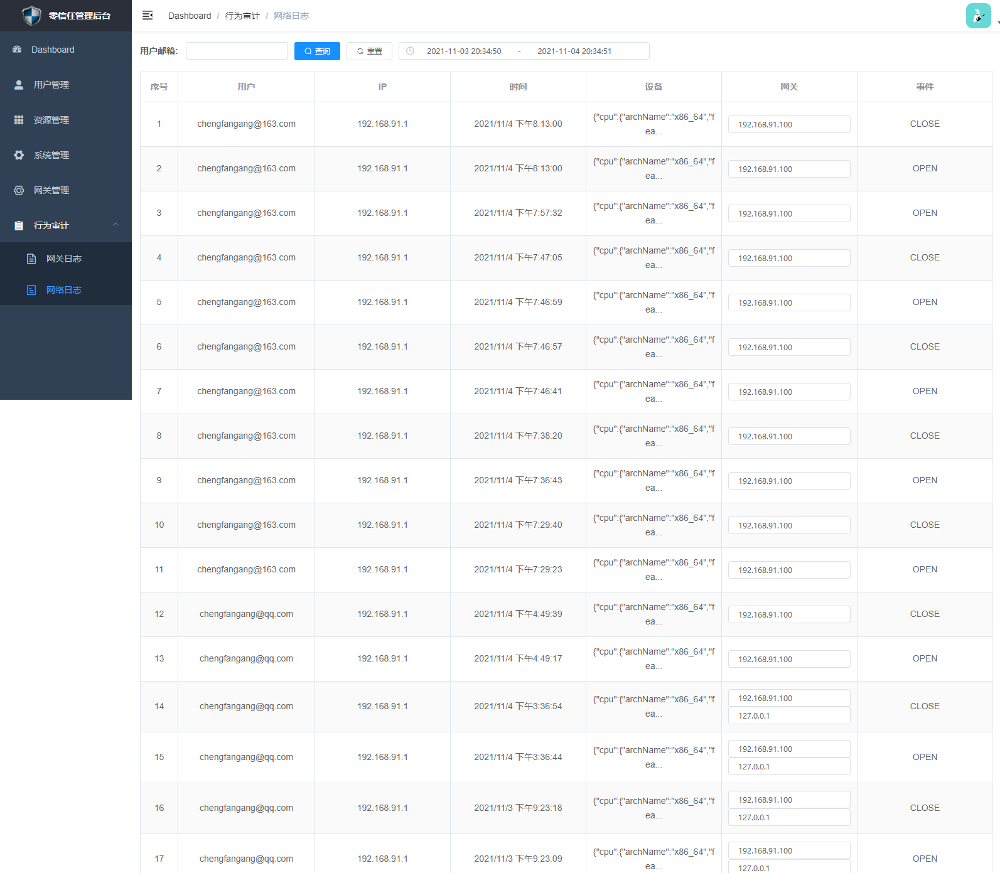 零信任管理后台
Dashboard / 行为审计 / 网络日志
Dashboard
用户管理
资源管理
系统管理
网关管理
行为审计
网关日志
网络日志
用户邮箱: 查询 重置 2021-11-03 20:34:50 - 2021-11-04 20:34:51
序号 用户 IP 时间 设备 网关 事件
1 chengfangang@163.com 192.168.91.1 2021/11/4 下午8:13:00 {"cpu":{"archName":"x86_64","f 192.168.91.100 CLOSE
ea...
2 chengfangang@163.com 192.168.91.1 2021/11/4 下午8:13:00 {"cpu":{"archName":"x86_64","f 192.168.91.100 OPEN
ea...
3 chengfangang@163.com 192.168.91.1 2021/11/4 下午7:57:32 {"cpu":{"archName":"x86_64","f 192.168.91.100 OPEN
ea...
4 chengfangang@163.com 192.168.91.1 2021/11/4 下午7:47:05 {"cpu":{"archName":"x86_64","f 192.168.91.100 CLOSE
ea...
5 chengfangang@163.com 192.168.91.1 2021/11/4 下午7:46:59 {"cpu":{"archName":"x86_64","f 192.168.91.100 OPEN
ea...
6 chengfangang@163.com 192.168.91.1 2021/11/4 下午7:46:57 {"cpu":{"archName":"x86_64","f 192.168.91.100 CLOSE
ea...
7 chengfangang@163.com 192.168.91.1 2021/11/4 下午7:46:41 {"cpu":{"archName":"x86_64","f 192.168.91.100 OPEN
ea...
8 chengfangang@163.com 192.168.91.1 2021/11/4 下午7:38:20 {"cpu":{"archName":"x86_64","f 192.168.91.100 CLOSE
ea...
9 chengfangang@163.com 192.168.91.1 2021/11/4 下午7:36:43 {"cpu":{"archName":"x86_64","f 192.168.91.100 OPEN
ea...
10 chengfangang@163.com 192.168.91.1 2021/11/4 下午7:29:40 {"cpu":{"archName":"x86_64","f 192.168.91.100 CLOSE
ea...
11 chengfangang@163.com 192.168.91.1 2021/11/4 下午7:29:23 {"cpu":{"archName":"x86_64","f 192.168.91.100 OPEN
ea...
12 chengfangang@qq.com 192.168.91.1 2021/11/4 下午4:49:39 {"cpu":{"archName":"x86_64","f 192.168.91.100 CLOSE
ea...
13 chengfangang@qq.com 192.168.91.1 2021/11/4 下午4:49:17 {"cpu":{"archName":"x86_64","f 192.168.91.100 OPEN
ea...
14 chengfangang@qq.com 192.168.91.1 2021/11/4 下午3:36:54 {"cpu":{"archName":"x86_64","f 192.168.91.100 CLOSE
ea... 127.0.0.1
15 chengfangang@qq.com 192.168.91.1 2021/11/4 下午3:36:44 {"cpu":{"archName":"x86_64","f 192.168.91.100 OPEN
ea... 127.0.0.1
16 chengfangang@qq.com 192.168.91.1 2021/11/3 下午9:23:18 {"cpu":{"archName":"x86_64","f 192.168.91.100 CLOSE
ea... 127.0.0.1
17 chengfangang@qq.com 192.168.91.1 2021/11/3 下午9:23:09 {"cpu":{"archName":"x86_64","f 192.168.91.100 OPEN
ea... 127.0.0.1